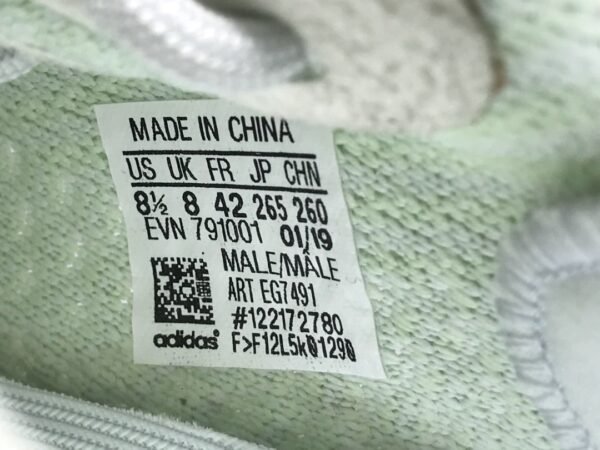 MADE IN CHINA
US UK FR JP CHN
8½ 8 42 265 260
EVN 791001 01/19
MALE/MÂLE
ART EG7491
#122172780
adidas® F>F12L5k01290